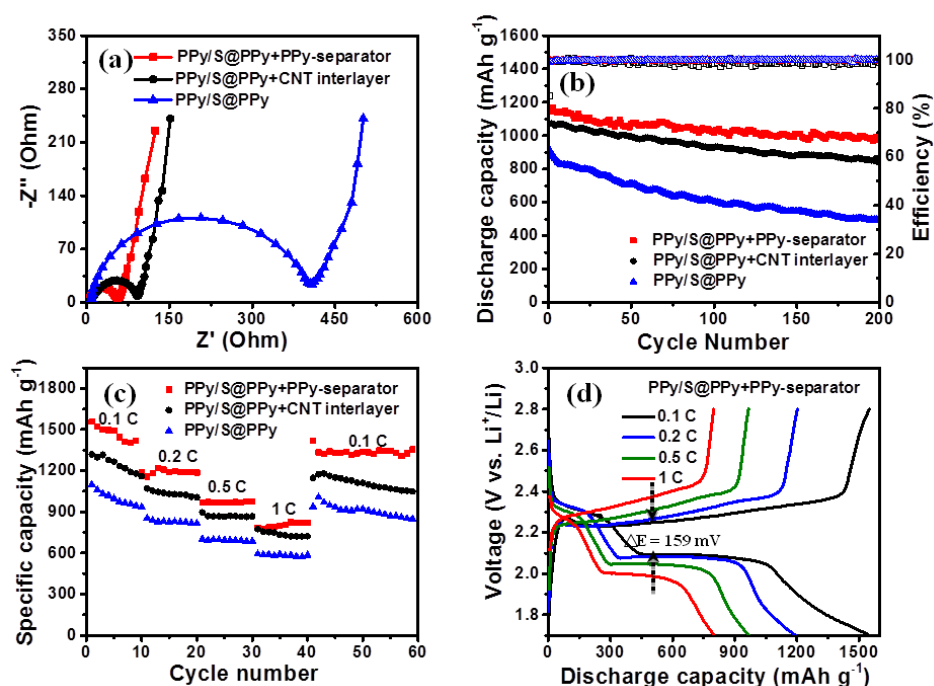 (a)
PPy/S@PPy+PPy-separator
PPy/S@PPy+CNT interlayer
PPy/S@PPy
-Z'' (Ohm)
280
210
140
70
0
0 150 300 450 600
Z' (Ohm)
(b)
Discharge capacity (mAh g-1)
1600
1400
1200
1000
800
600
400
0 50 100 150 200
Cycle Number
100
80
60
40
20
0
Efficiency (%)
PPy/S@PPy+PPy-separator
PPy/S@PPy+CNT interlayer
PPy/S@PPy
(c)
PPy/S@PPy+PPy-separator
PPy/S@PPy+CNT interlayer
PPy/S@PPy
Specific capacity (mAh g-1)
1800
1500
1200
900
600
300
0
0.1 C
0.2 C
0.5 C
1 C
0.1 C
0 10 20 30 40 50 60
Cycle number
(d)
PPy/S@PPy+PPy-separator
0.1 C
0.2 C
0.5 C
1 C
Voltage (V vs. Li+/Li)
2.8
2.6
2.4
2.2
2.0
1.8
ΔE = 159 mV
0 300 600 900 1200 1500
Discharge capacity (mAh g-1)